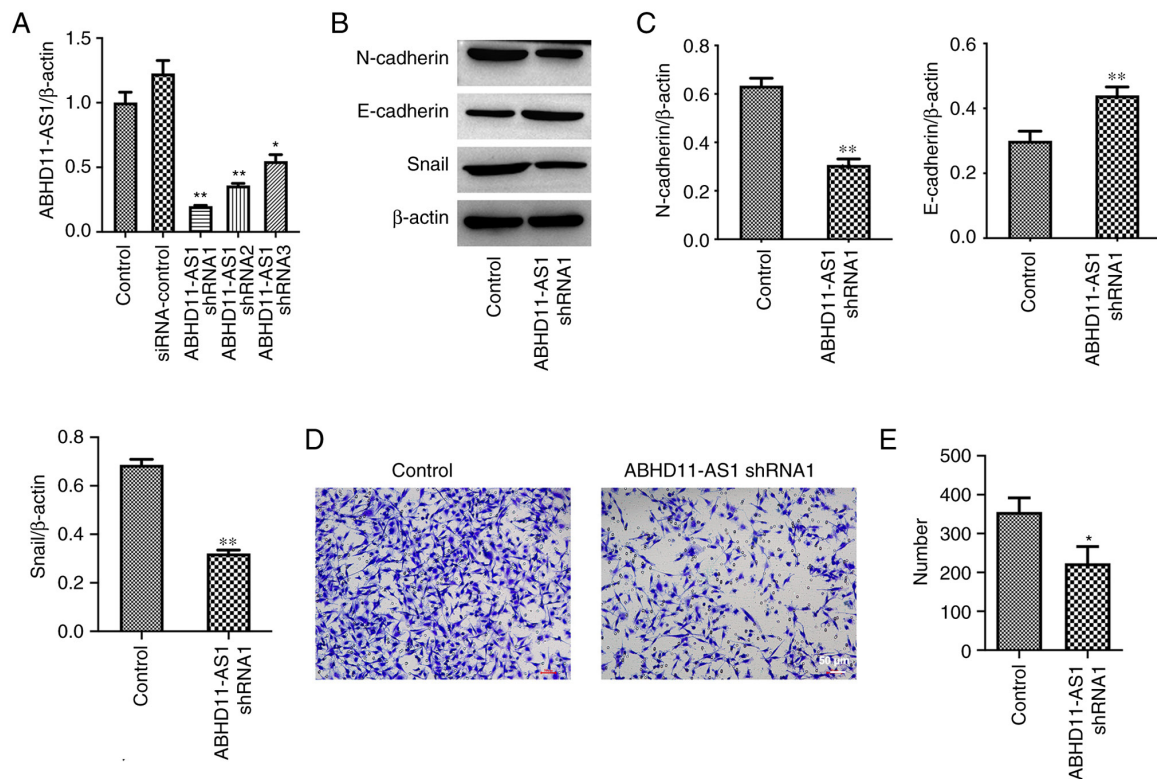 A
ABHD11-AS1/β-actin
1.5
1.0
0.5
0.0
**
**
*
Control
siRNA-control
ABHD11-AS1
shRNA1
ABHD11-AS1
shRNA2
ABHD11-AS1
shRNA3
B
N-cadherin
E-cadherin
Snail
β-actin
Control
ABHD11-AS1
shRNA1
C
N-cadherin/β-actin
0.8
0.6
0.4
0.2
0.0
**
Control
ABHD11-AS1
shRNA1
E-cadherin/β-actin
0.6
0.4
0.2
0.0
**
Control
ABHD11-AS1
shRNA1
Snail/β-actin
0.8
0.6
0.4
0.2
0.0
**
Control
ABHD11-AS1
shRNA1
D
Control
ABHD11-AS1 shRNA1
50 μm
E
Number
500
400
300
200
100
0
*
Control
ABHD11-AS1
shRNA1